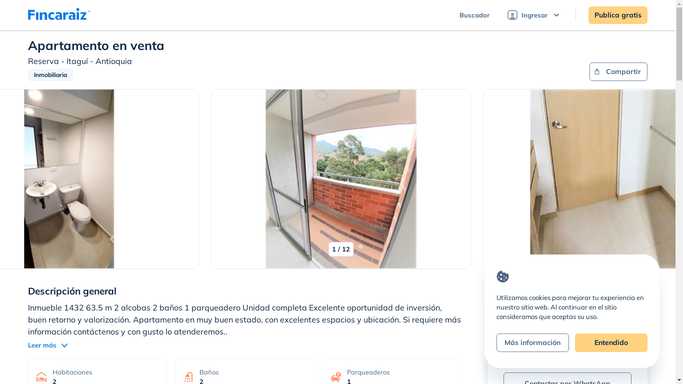 Fincaraiz
Buscador
Ingresar
Publica gratis
Apartamento en venta
Reserva - Itaguí - Antioquia
Inmobiliaria
Compartir
1 / 12
Descripción general
Inmueble 1432 63.5 m 2 alcobas 2 baños 1 parqueadero Unidad completa Excelente oportunidad de inversión,
buen retorno y valorización. Apartamento en muy buen estado, con excelentes espacios y ubicación. Si requiere más
información contáctenos y con gusto lo atenderemos..
Leer más
Habitaciones
2
Baños
2
Parqueaderos
1
Utilizamos cookies para mejorar tu experiencia en
nuestro sitio web. Al continuar en el sitio
consideramos que aceptas su uso.
Más información
Entendido
Contactar por WhatsApp